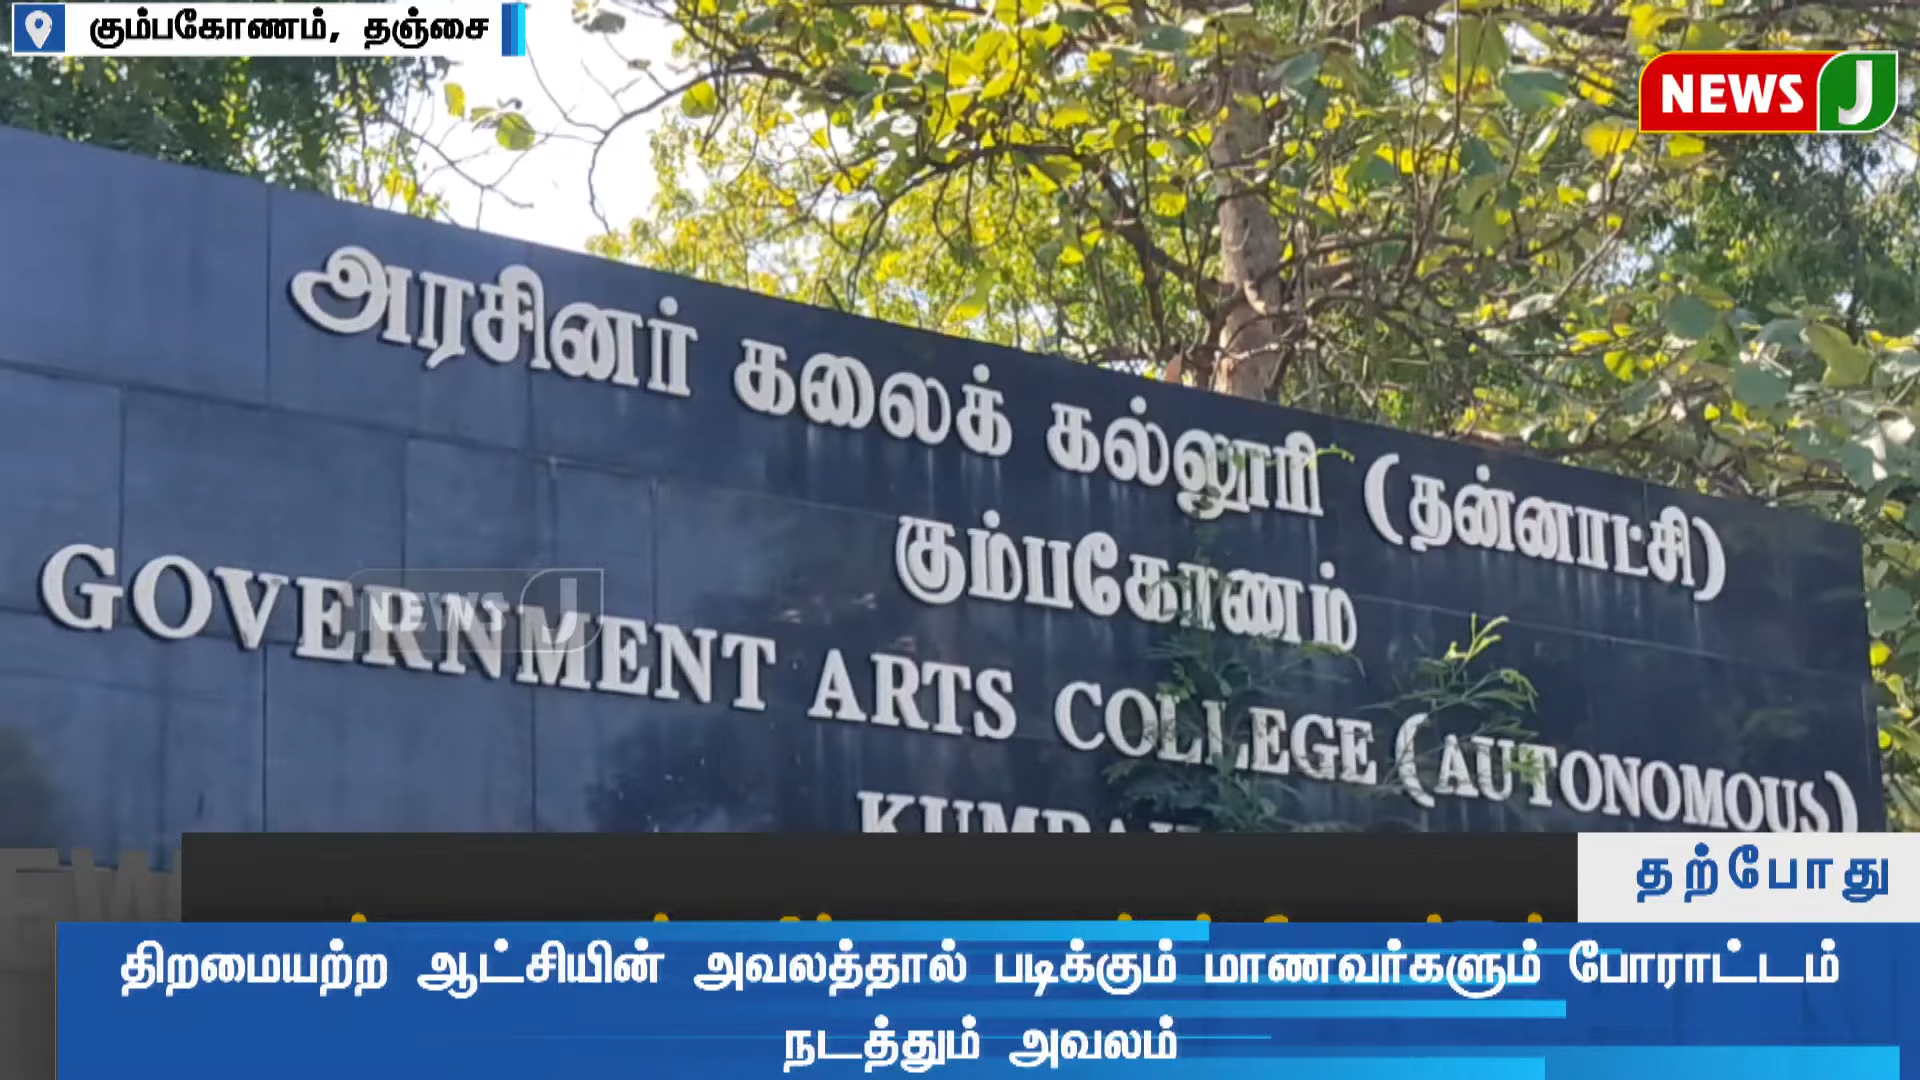 கும்பகோணம், தஞ்சை
NEWS J
அரசினர் கலைக் கல்லூரி (தன்னாட்சி)
கும்பகோணம்
GOVERNMENT ARTS COLLEGE (AUTONOMOUS)
NEWS J
தற்போது
திறமையற்ற ஆட்சியின் அவலத்தால் படிக்கும் மாணவர்களும் போராட்டம்
நடத்தும் அவலம்